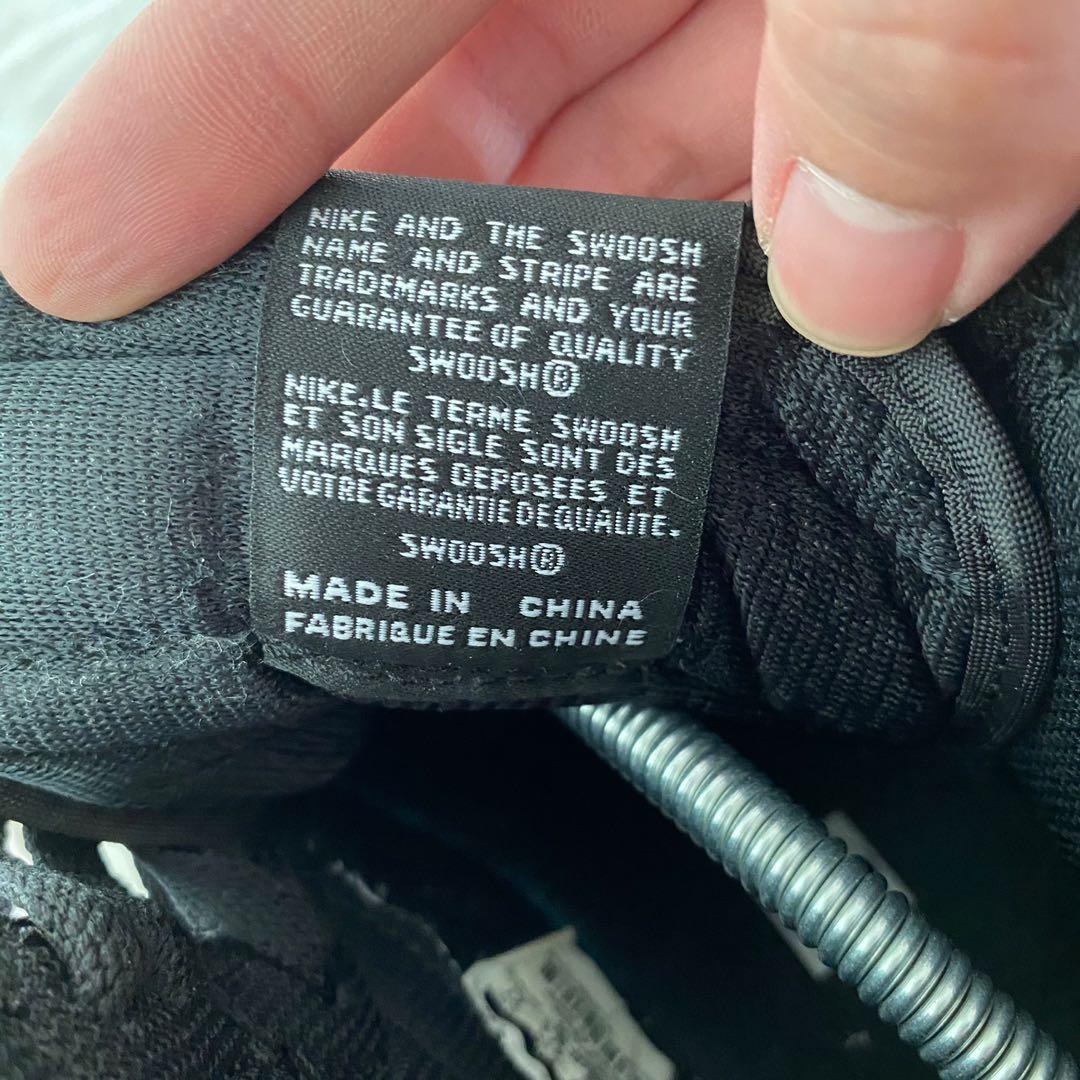 NIKE AND THE SWOOSH
NAME AND STRIPE ARE
TRADEMARKS AND YOUR
GUARANTEE OF QUALITY
SWOOSH®
NIKE.LE TERME SWOOSH
ET SON SIGLE SONT DES
MARQUES DEPOSEES ET
VOTRE GARANTIE DE QUALITE.
SWOOSH®
MADE IN CHINA
FABRIQUE EN CHINE